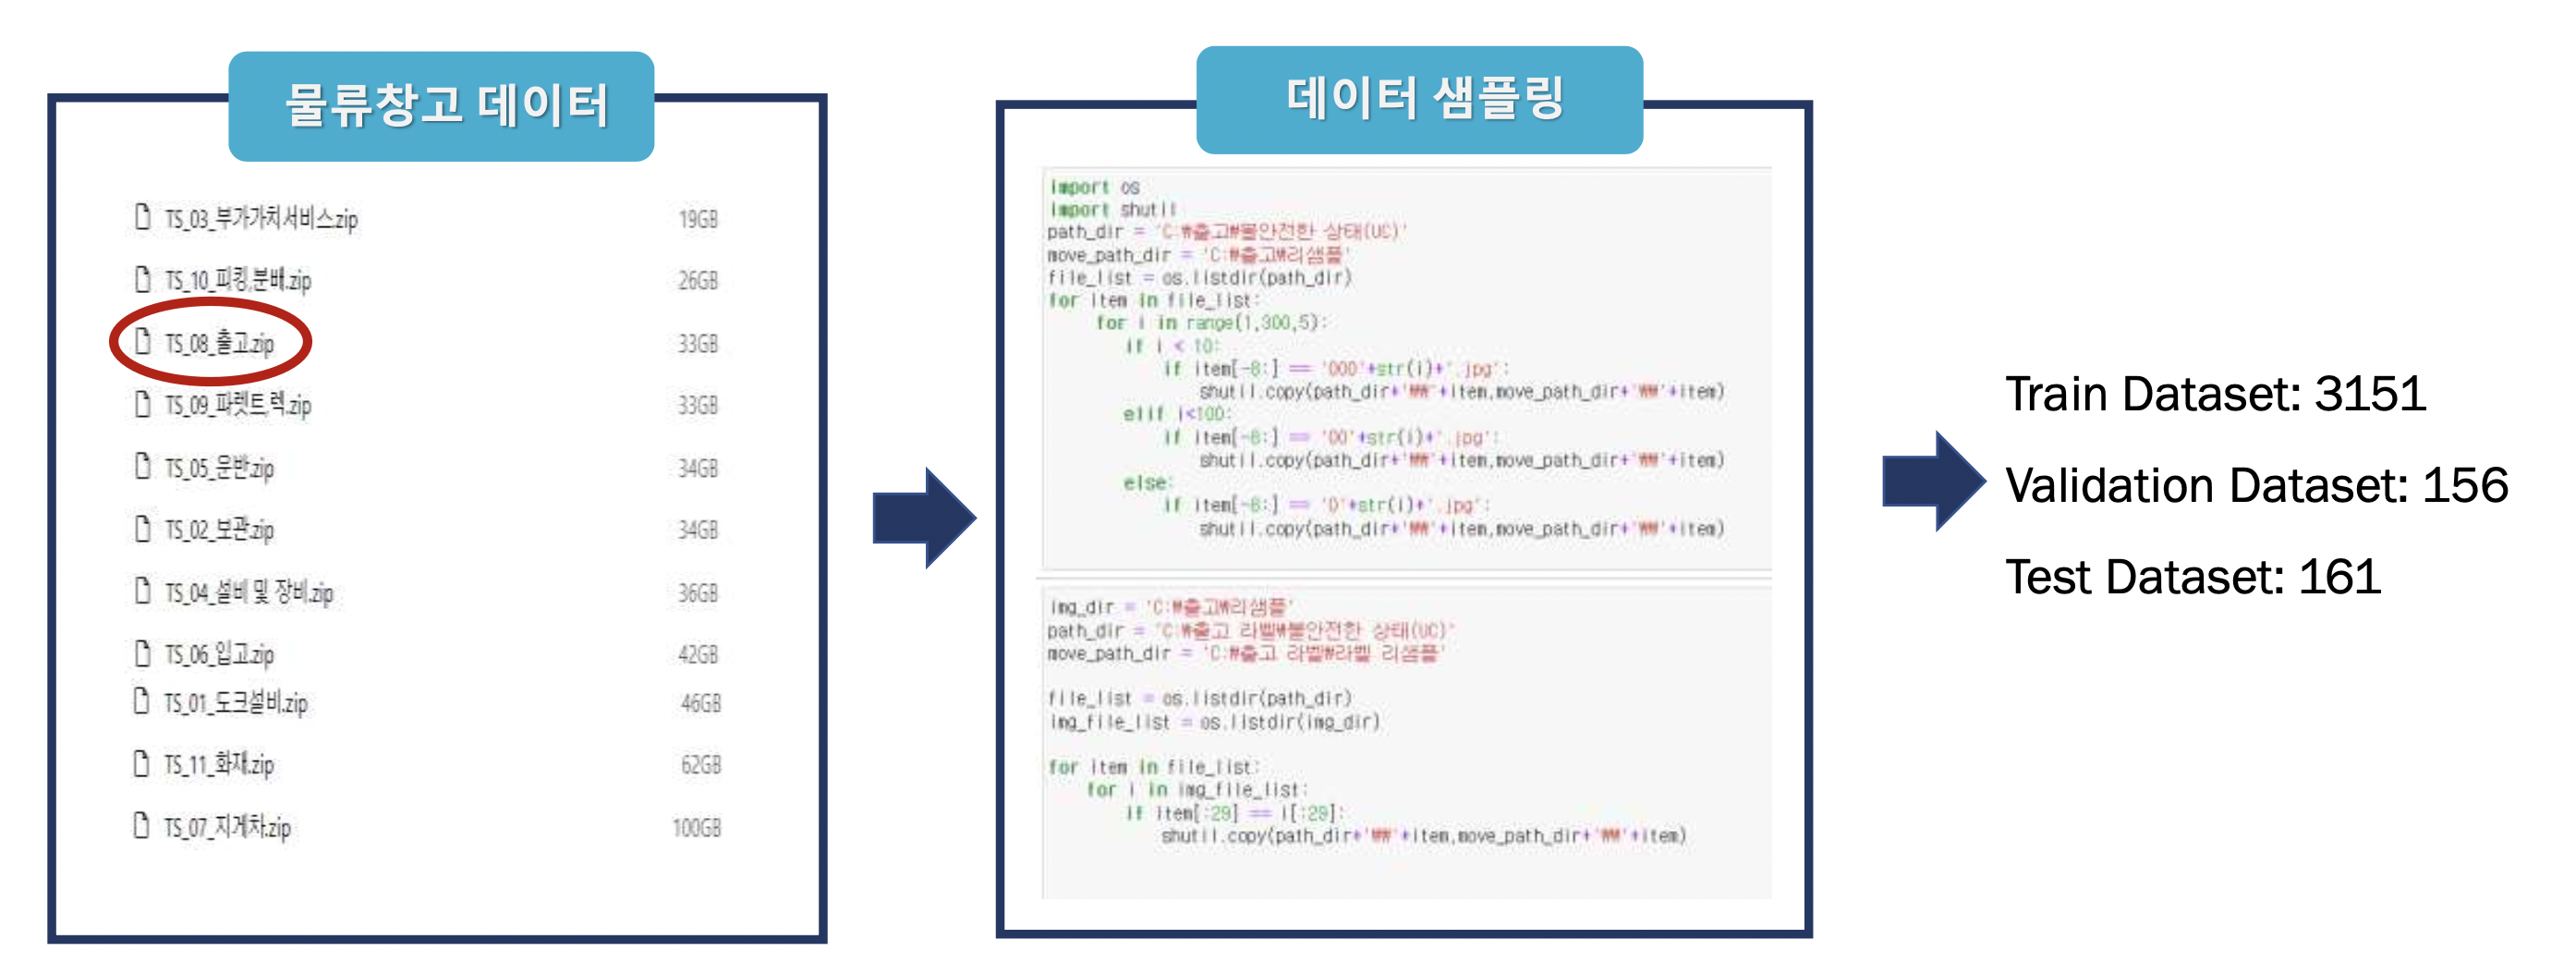 물류창고 데이터
TS_03_부가가치서비스.zip 19GB
TS_10_피킹,분배.zip 26GB
TS_08_출고.zip 33GB
TS_09_파렛트,랙.zip 33GB
TS_05_운반.zip 34GB
TS_02_보관.zip 34GB
TS_04_설비 및 장비.zip 36GB
TS_06_입고.zip 42GB
TS_01_도크설비.zip 46GB
TS_11_화재.zip 62GB
TS_07_지게차.zip 100GB
데이터 샘플링
import os
import shutil
path_dir = 'C:₩출고₩불안전한 상태(UC)'
move_path_dir = 'C:₩출고₩리샘플'
file_list = os.listdir(path_dir)
for item in file_list:
for i in range(1,300,5):
if i < 10:
if item[-8:] == '000'+str(i)+'.jpg':
shutil.copy(path_dir+'₩₩'+item,move_path_dir+'₩₩'+item)
elif i<100:
if item[-8:] == '00'+str(i)+'.jpg':
shutil.copy(path_dir+'₩₩'+item,move_path_dir+'₩₩'+item)
else:
if item[-8:] == '0'+str(i)+'.jpg':
shutil.copy(path_dir+'₩₩'+item,move_path_dir+'₩₩'+item)
img_dir = 'C:₩출고₩리샘플'
path_dir = 'C:₩출고 라벨₩불안전한 상태(UC)'
move_path_dir = 'C:₩출고 라벨₩라벨 리샘플'
file_list = os.listdir(path_dir)
img_file_list = os.listdir(img_dir)
for item in file_list:
for i in img_file_list:
if item[:29] == i[:29]:
shutil.copy(path_dir+'₩₩'+item,move_path_dir+'₩₩'+item)
Train Dataset: 3151
Validation Dataset: 156
Test Dataset: 161